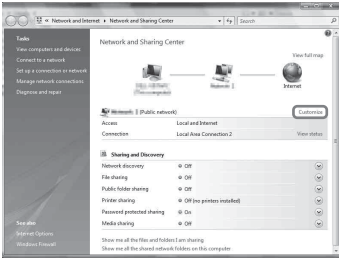 « Network and Internet ▸ Network and Sharing Center
Search
Tasks
View computers and devices
Connect to a network
Set up a connection or network
Manage network connections
Diagnose and repair
See also
Internet Options
Windows Firewall
Network and Sharing Center
View full map
Internet
(Public network)
Customize
Access Local and Internet
Connection Local Area Connection 2 View status
Sharing and Discovery
Network discovery Off
File sharing Off
Public folder sharing Off
Printer sharing Off (no printers installed)
Password protected sharing On
Media sharing Off
Show me all the files and folders I am sharing
Show me all the shared network folders on this computer